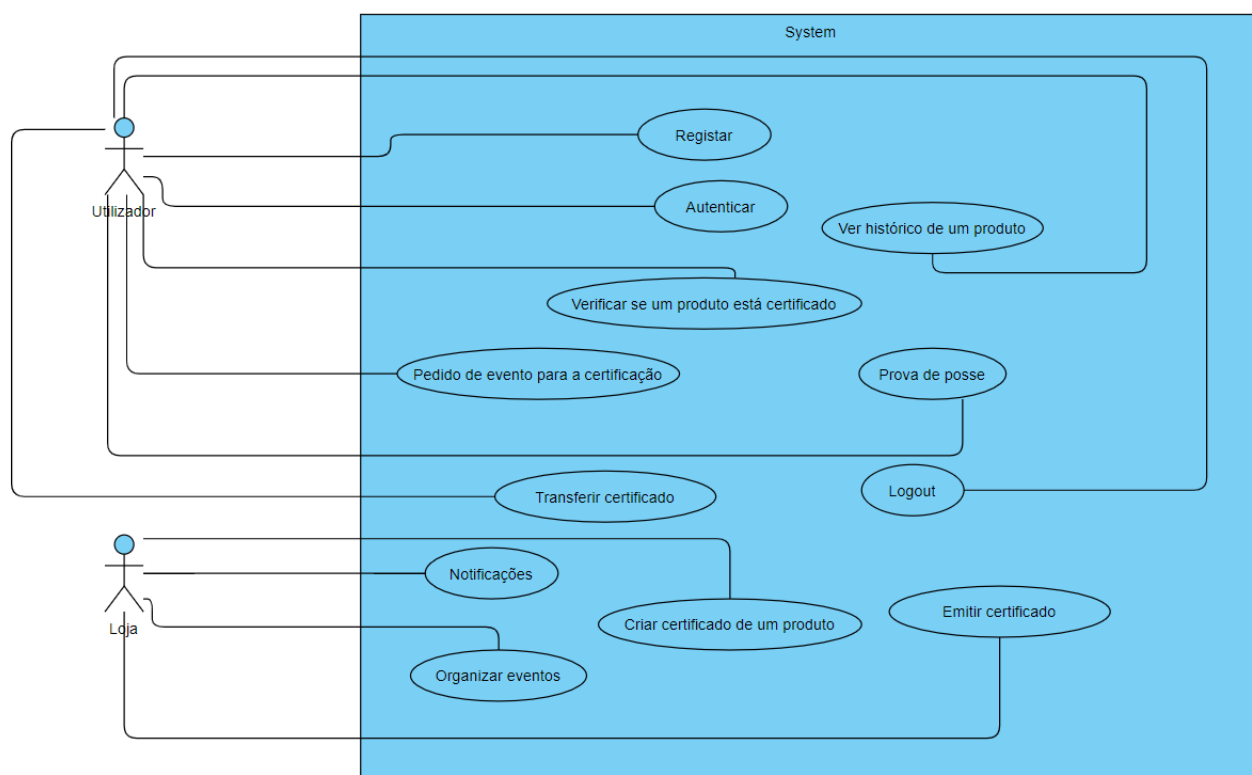 System
Registar
Autenticar
Utilizador
Ver histórico de um produto
Verificar se um produto está certificado
Pedido de evento para a certificação
Prova de posse
Transferir certificado
Logout
Notificações
Emitir certificado
Loja
Criar certificado de um produto
Organizar eventos